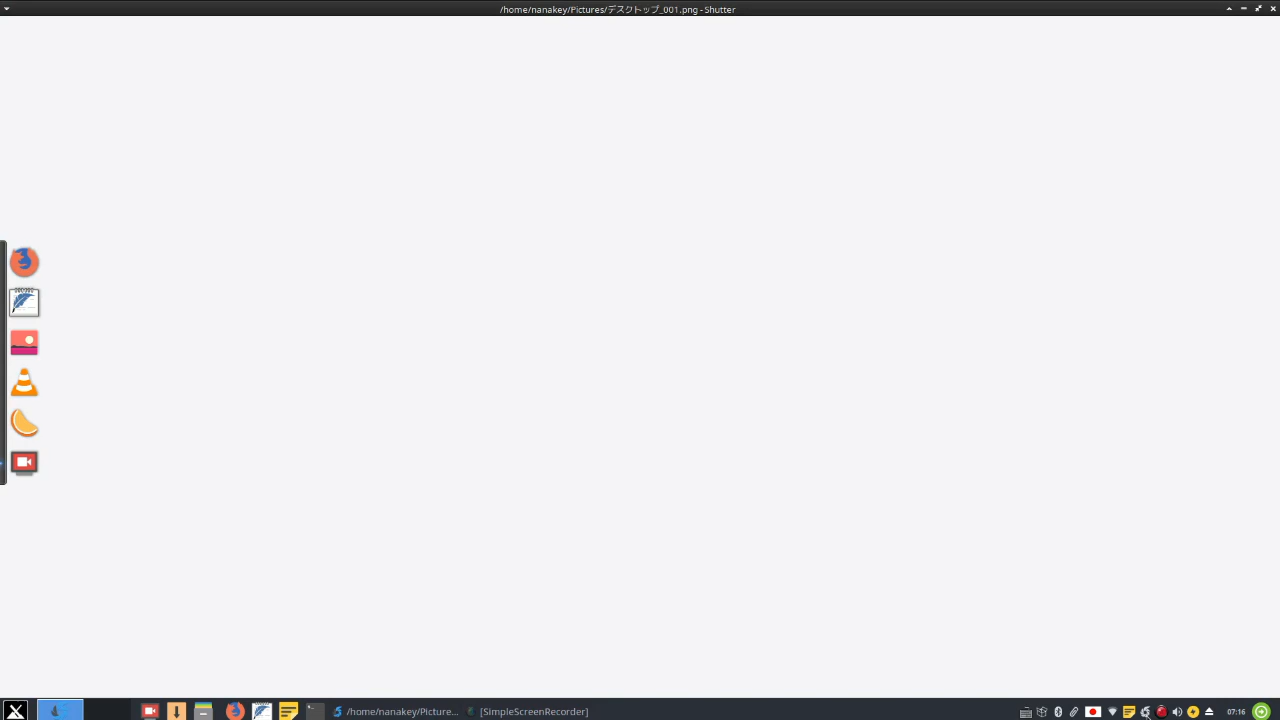 /home/nanakey/Pictures/デスクトップ_001.png - Shutter
/home/nanakey/Picture...
[SimpleScreenRecorder]
07:16